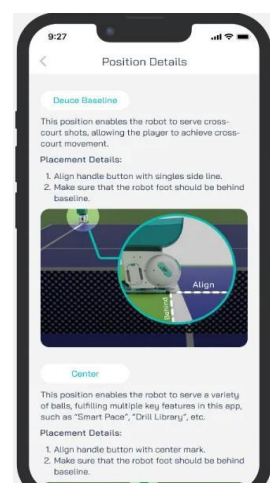 9:27
Position Details
Deuce Baseline
This position enables the robot to serve cross-
court shots, allowing the player to achieve cross-
court movement.
Placement Details:
1. Align handle button with singles side line.
2. Make sure that the robot foot should be behind
baseline.
Align
Behind
Center
This position enables the robot to serve a variety
of balls, fulfilling multiple key features in this app,
such as "Smart Pace", "Drill Library", etc.
Placement Details:
1. Align handle button with center mark.
2. Make sure that the robot foot should be behind
baseline.